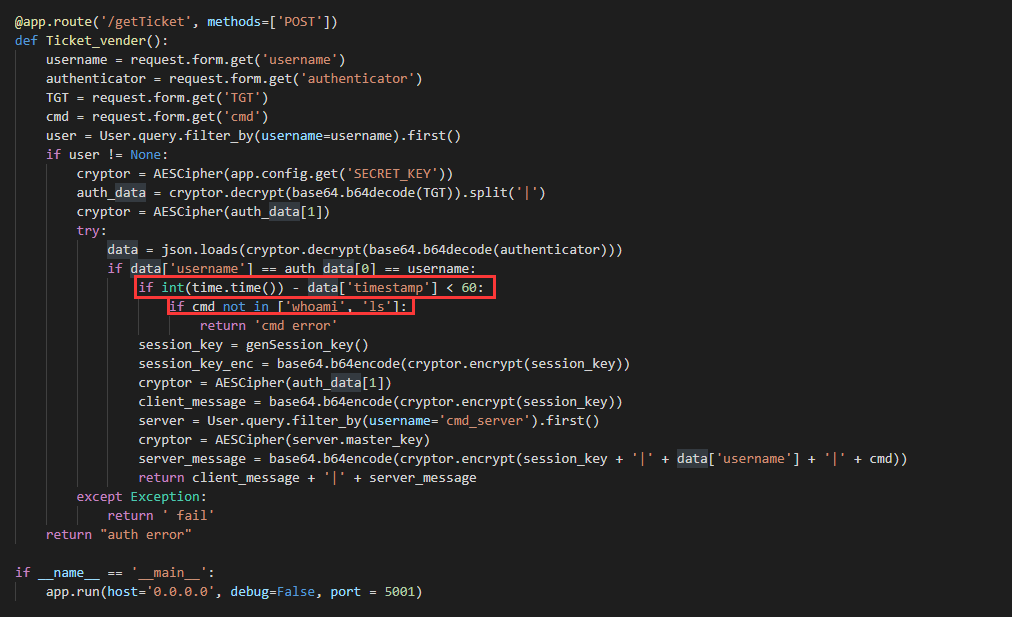 @app.route('/getTicket', methods=['POST'])
def Ticket_vender():
    username = request.form.get('username')
    authenticator = request.form.get('authenticator')
    TGT = request.form.get('TGT')
    cmd = request.form.get('cmd')
    user = User.query.filter_by(username=username).first()
    if user != None:
        cryptor = AESCipher(app.config.get('SECRET_KEY'))
        auth_data = cryptor.decrypt(base64.b64decode(TGT)).split('|')
        cryptor = AESCipher(auth_data[1])
        try:
            data = json.loads(cryptor.decrypt(base64.b64decode(authenticator)))
            if data['username'] == auth_data[0] == username:
                if int(time.time()) - data['timestamp'] < 60:
                    if cmd not in ['whoami', 'ls']:
                        return 'cmd error'
                session_key = genSession_key()
                session_key_enc = base64.b64encode(cryptor.encrypt(session_key))
                cryptor = AESCipher(auth_data[1])
                client_message = base64.b64encode(cryptor.encrypt(session_key))
                server = User.query.filter_by(username='cmd_server').first()
                cryptor = AESCipher(server.master_key)
                server_message = base64.b64encode(cryptor.encrypt(session_key + '|' + data['username'] + '|' + cmd))
                return client_message + '|' + server_message
        except Exception:
            return ' fail'
    return "auth error"
if __name__ == '__main__':
    app.run(host='0.0.0.0', debug=False, port = 5001)